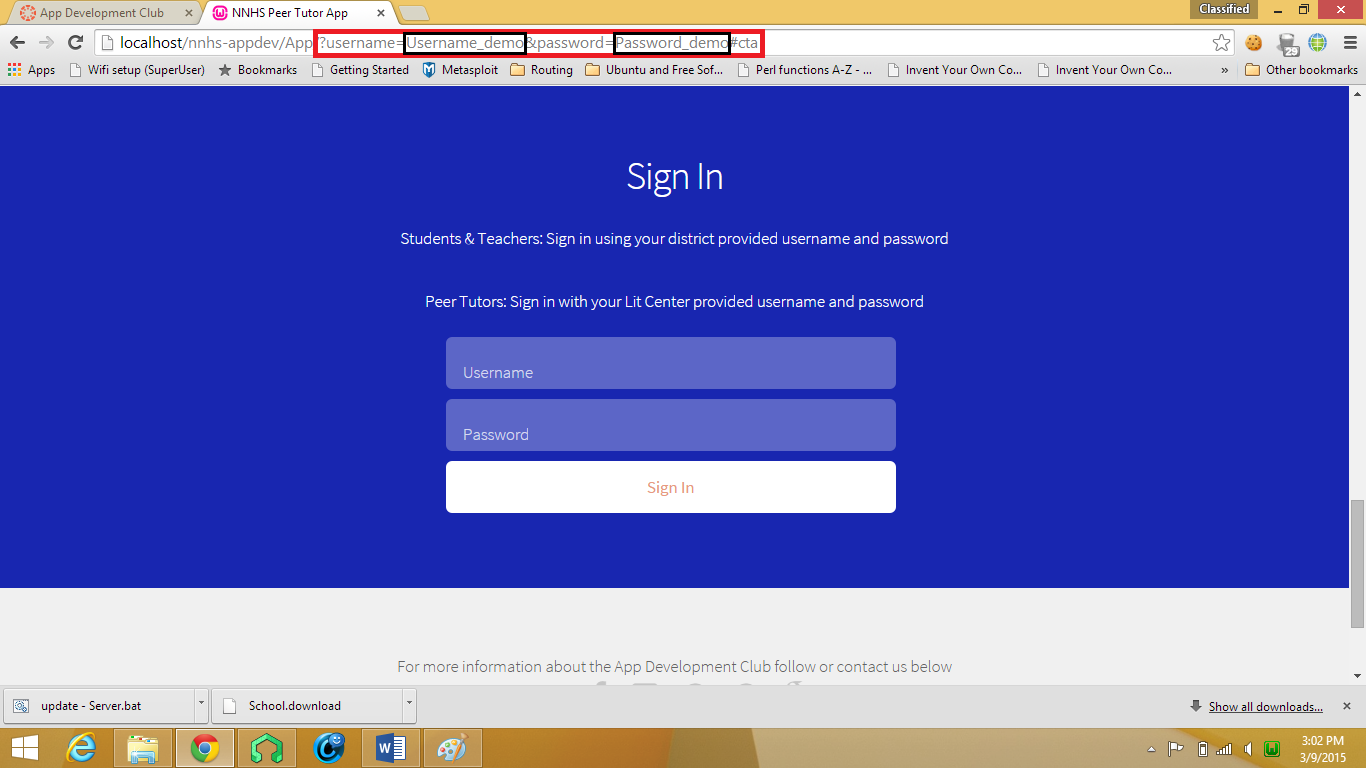 App Development Club
NNHS Peer Tutor App
Classified
localhost/nnhs-appdev/App/?username=Username_demo&password=Password_demo#cta
23
Apps
Wifi setup (SuperUser)
Bookmarks
Getting Started
Metasploit
Routing
Ubuntu and Free Sof...
Perl functions A-Z - ...
Invent Your Own Co...
Invent Your Own Co...
»
Other bookmarks
Sign In
Students & Teachers: Sign in using your district provided username and password
Peer Tutors: Sign in with your Lit Center provided username and password
Username
Password
Sign In
For more information about the App Development Club follow or contact us below
update - Server.bat
School.download
Show all downloads...
3:02 PM
3/9/2015